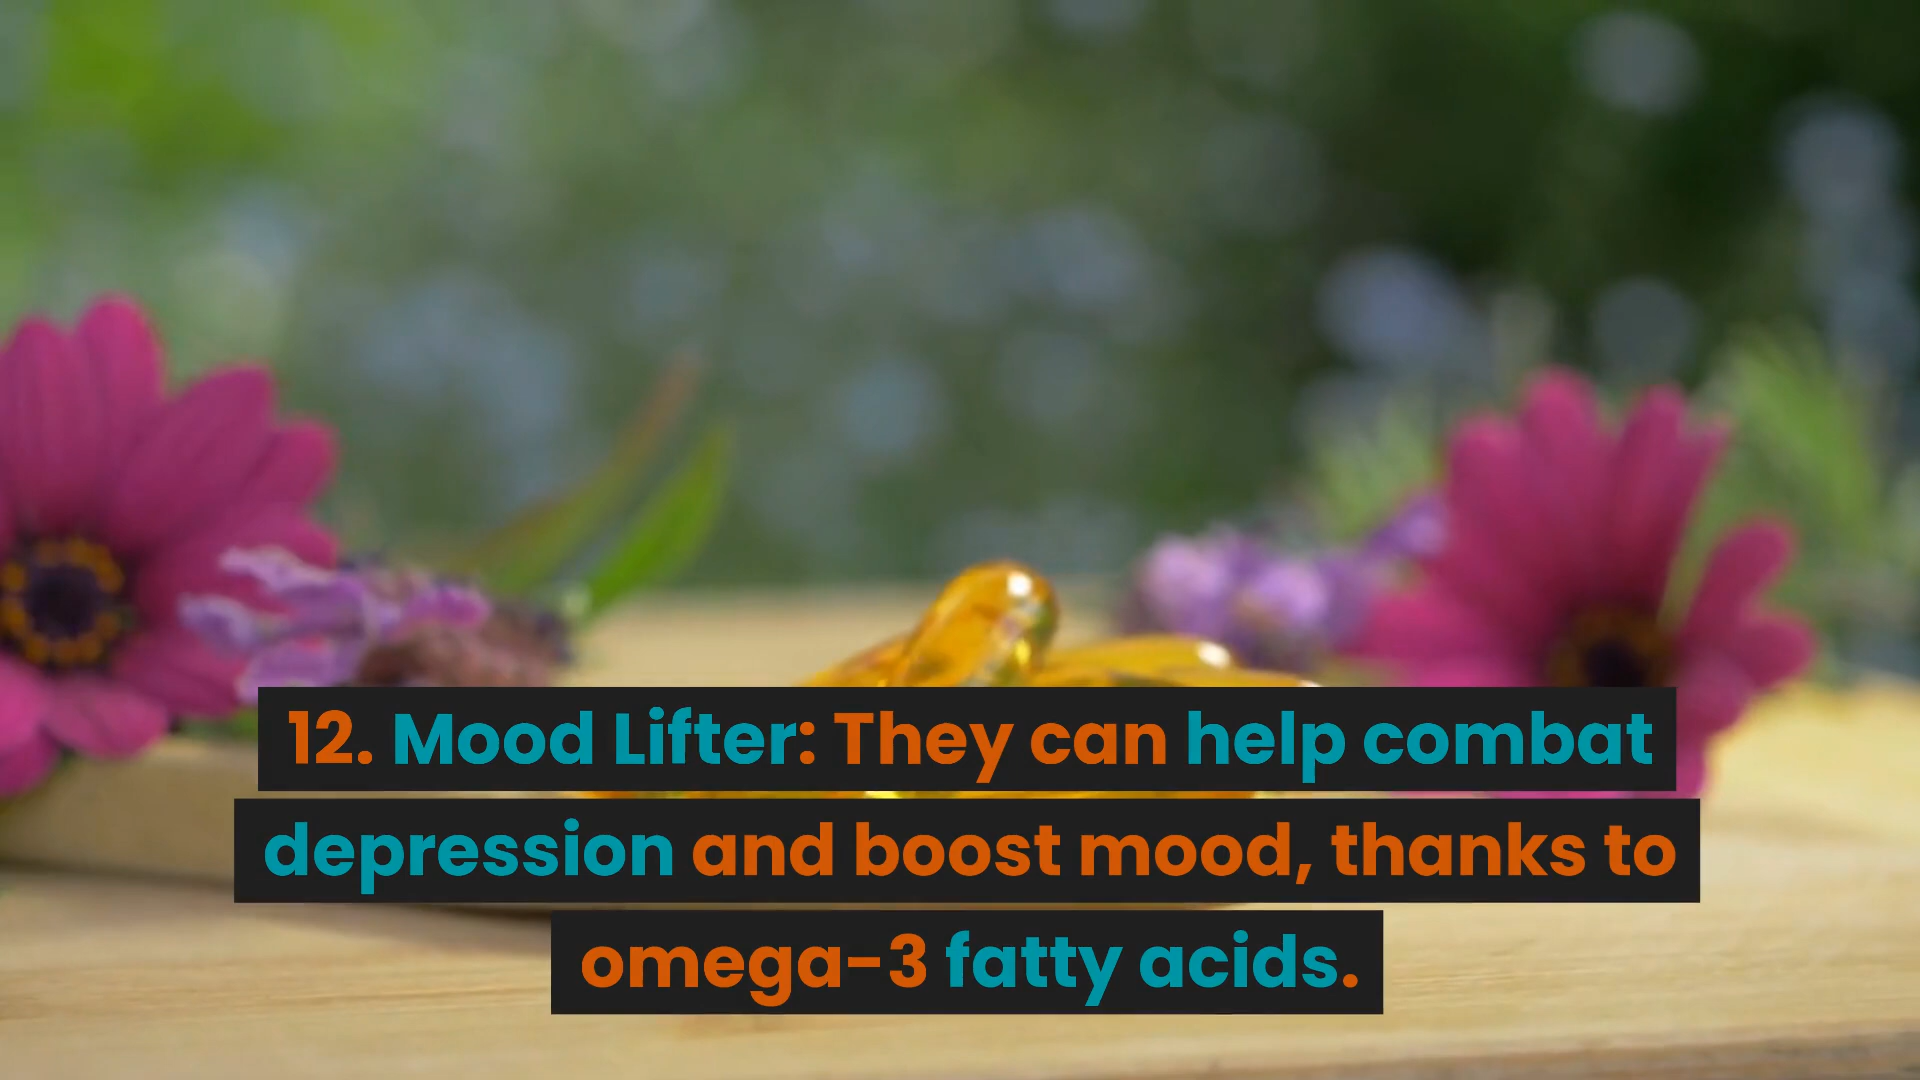 12. Mood Lifter: They can help combat
depression and boost mood, thanks to
omega-3 fatty acids.